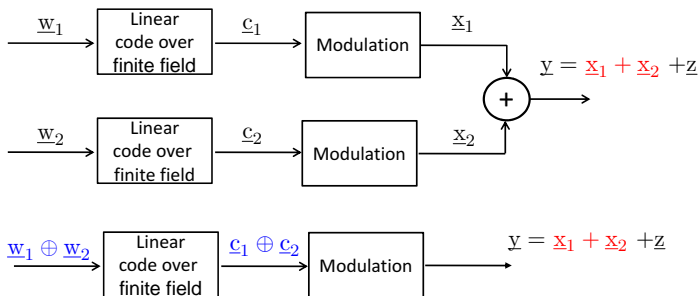 w₁
Linear
code over
finite field
c₁
Modulation
x₁
y = x₁ + x₂ +z
+
w₂
Linear
code over
finite field
c₂
Modulation
x₂
w₁ ⊕ w₂
Linear
code over
finite field
c₁ ⊕ c₂
Modulation
y = x₁ + x₂ +z